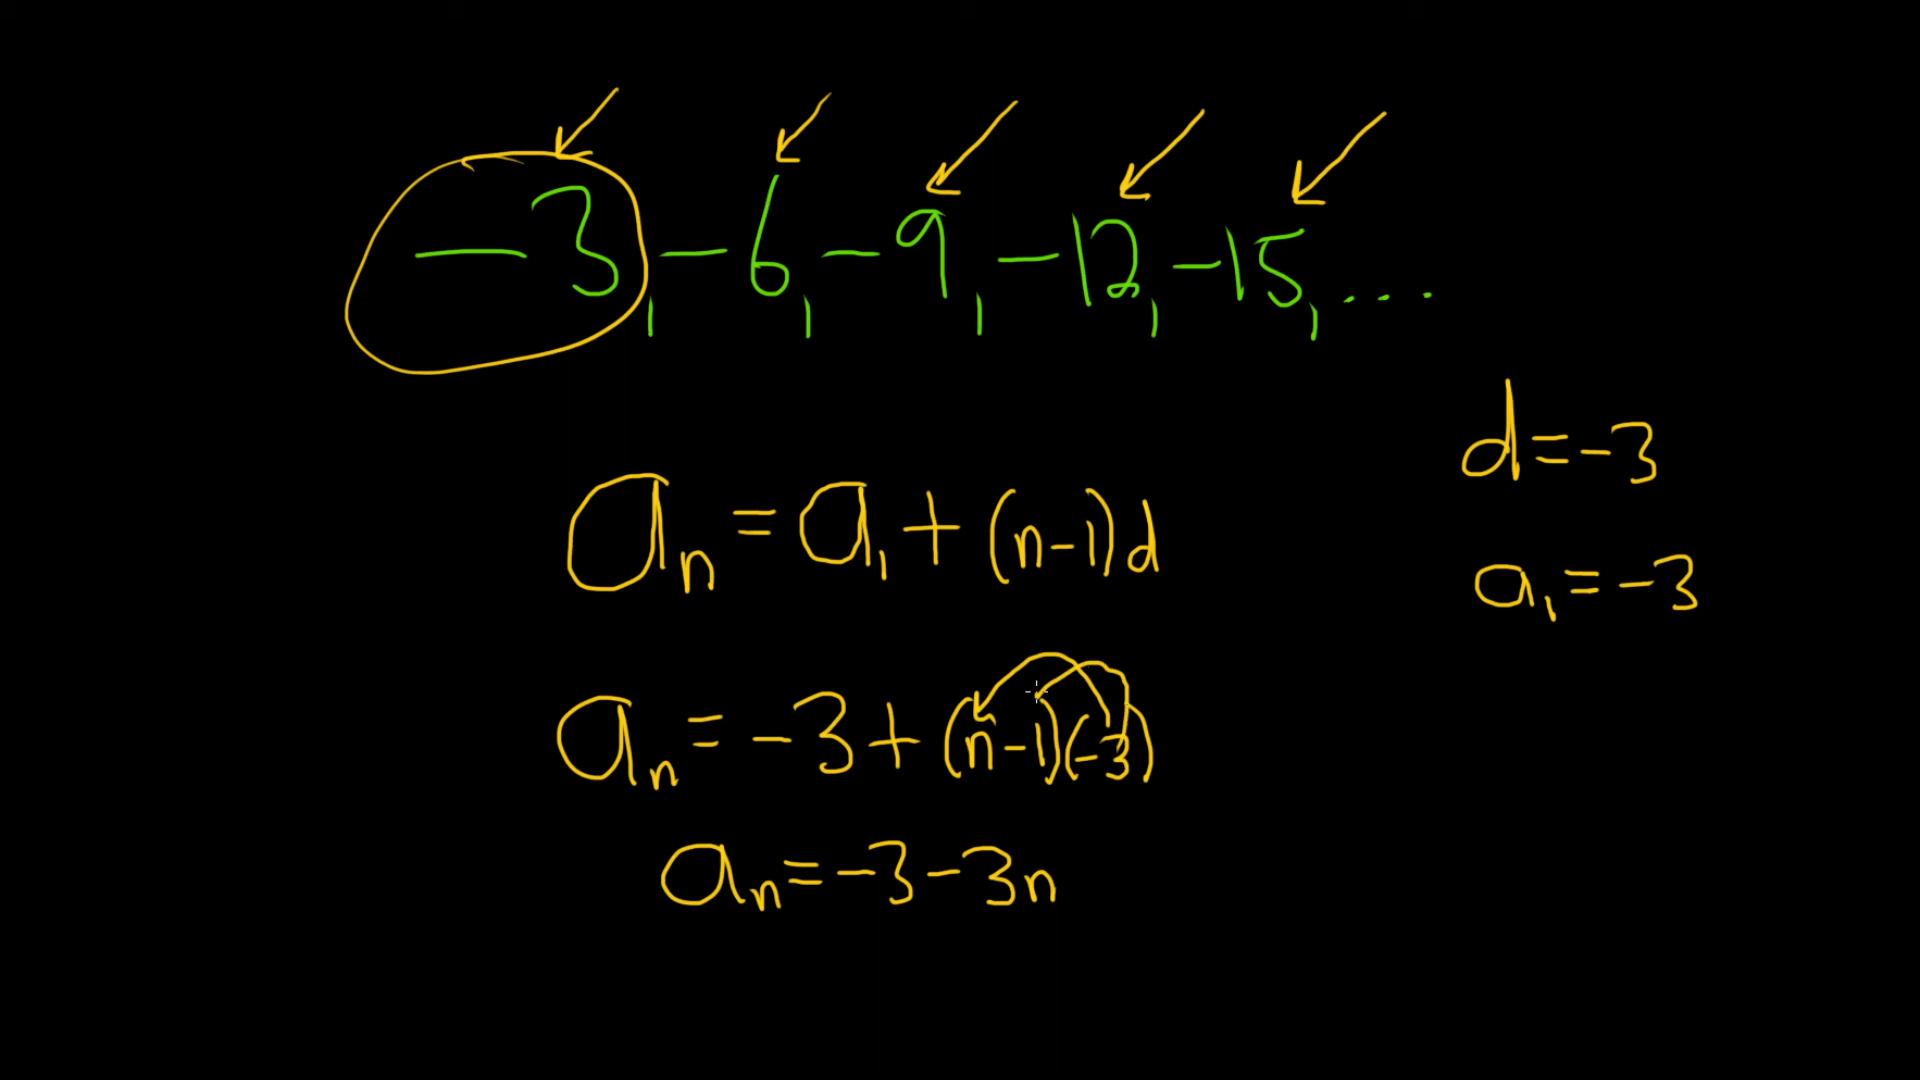 -3, -6, -9, -12, -15, ....
d = -3
aₙ = a₁ + (n-1)d
a₁ = -3
aₙ = -3 + (n-1)(-3)
aₙ = -3 - 3n